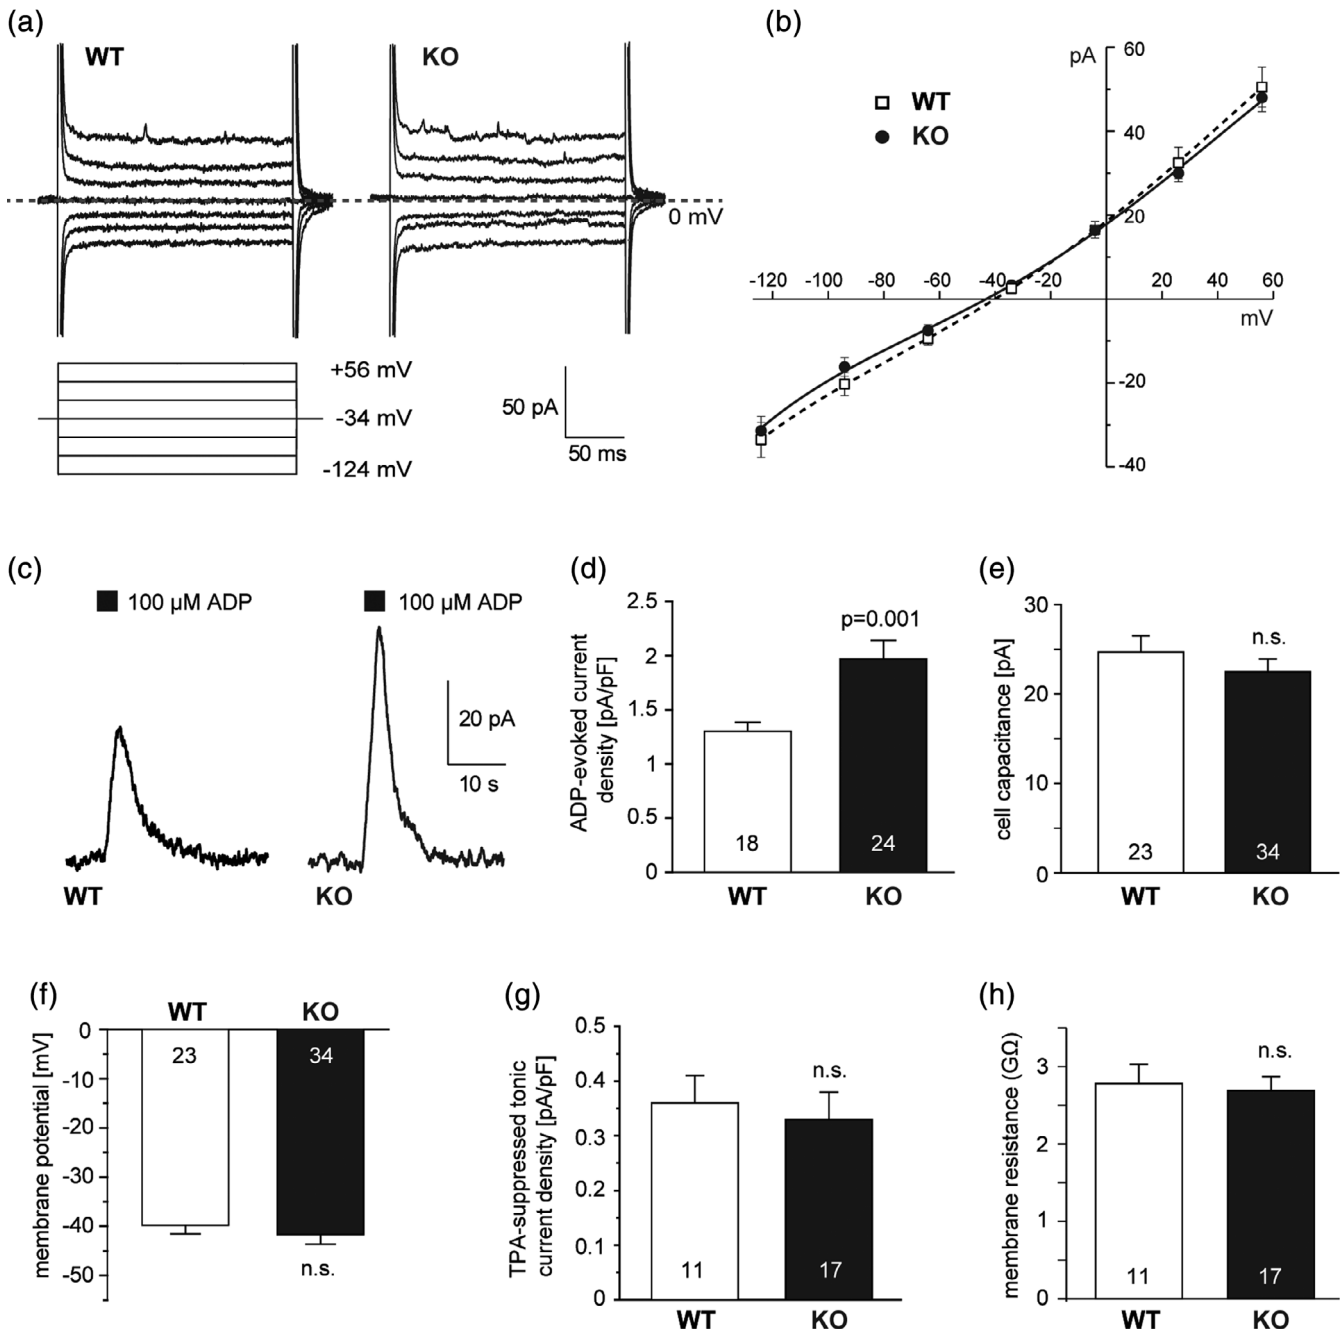 (a)
WT
KO
0 mV
+56 mV
-34 mV
-124 mV
50 pA
50 ms
(b)
pA
60
40
20
-20
-40
-120
-100
-80
-60
-40
-20
20
40
60
mV
WT
KO
(c)
100 µM ADP
100 µM ADP
20 pA
10 s
WT
KO
(d)
ADP-evoked current
density [pA/pF]
2.5
2
1.5
1
0.5
0
p=0.001
18
24
WT
KO
(e)
cell capacitance [pA]
30
20
10
0
n.s.
23
34
WT
KO
(f)
WT
KO
membrane potential [mV]
0
-10
-20
-30
-40
-50
23
34
n.s.
(g)
TPA-suppressed tonic
current density [pA/pF]
0.5
0.4
0.3
0.2
0.1
0
n.s.
11
17
WT
KO
(h)
membrane resistance (GΩ)
3
2
1
0
n.s.
11
17
WT
KO